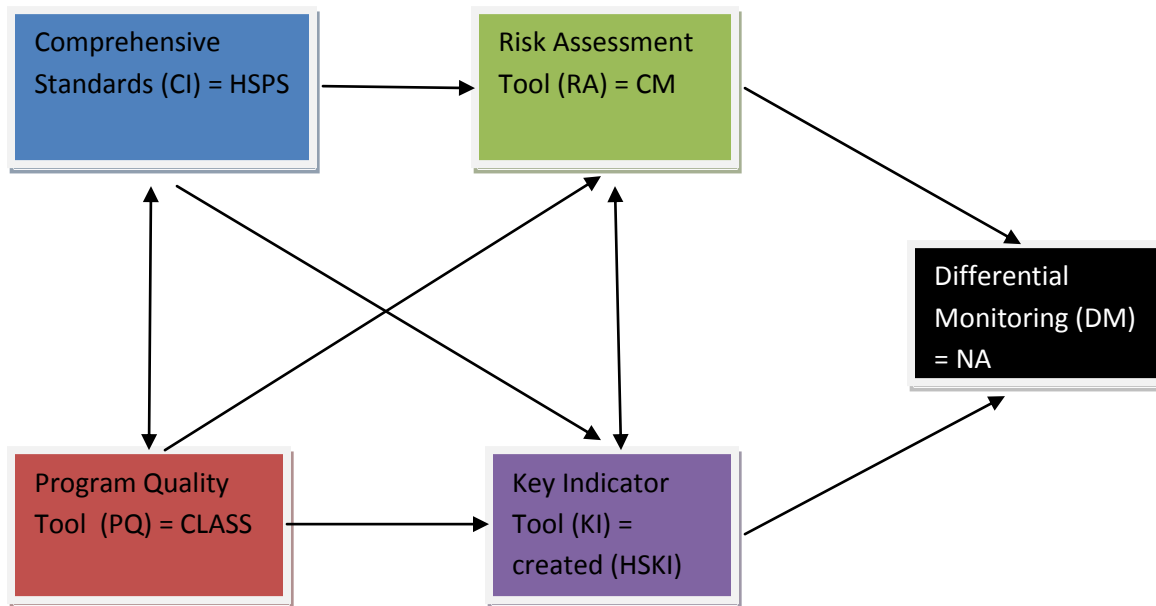 Comprehensive
Standards (CI) = HSPS
Risk Assessment
Tool (RA) = CM
Differential
Monitoring (DM)
= NA
Program Quality
Tool  (PQ) = CLASS
Key Indicator
Tool (KI) =
created (HSKI)